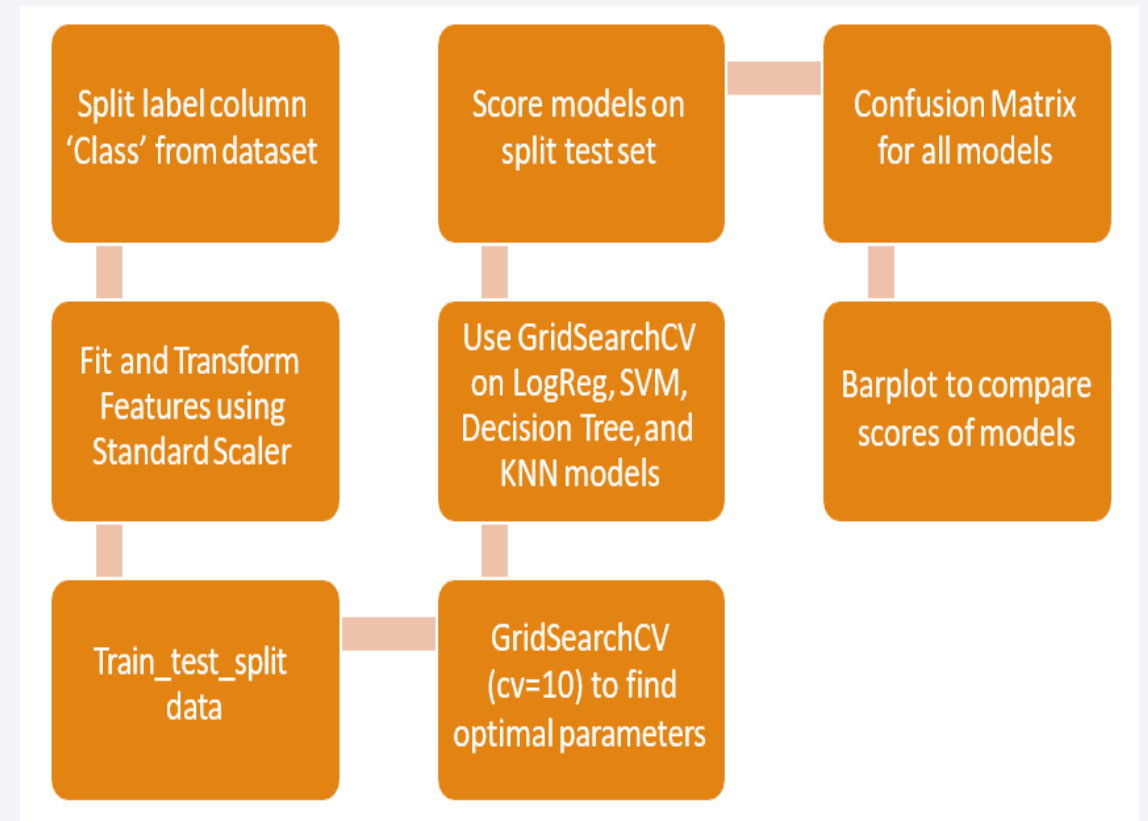 Split label column
‘Class’ from dataset
Fit and Transform
Features using
Standard Scaler
Train_test_split
data
GridSearchCV
(cv=10) to find
optimal parameters
Use GridSearchCV
on LogReg, SVM,
Decision Tree, and
KNN models
Score models on
split test set
Confusion Matrix
for all models
Barplot to compare
scores of models